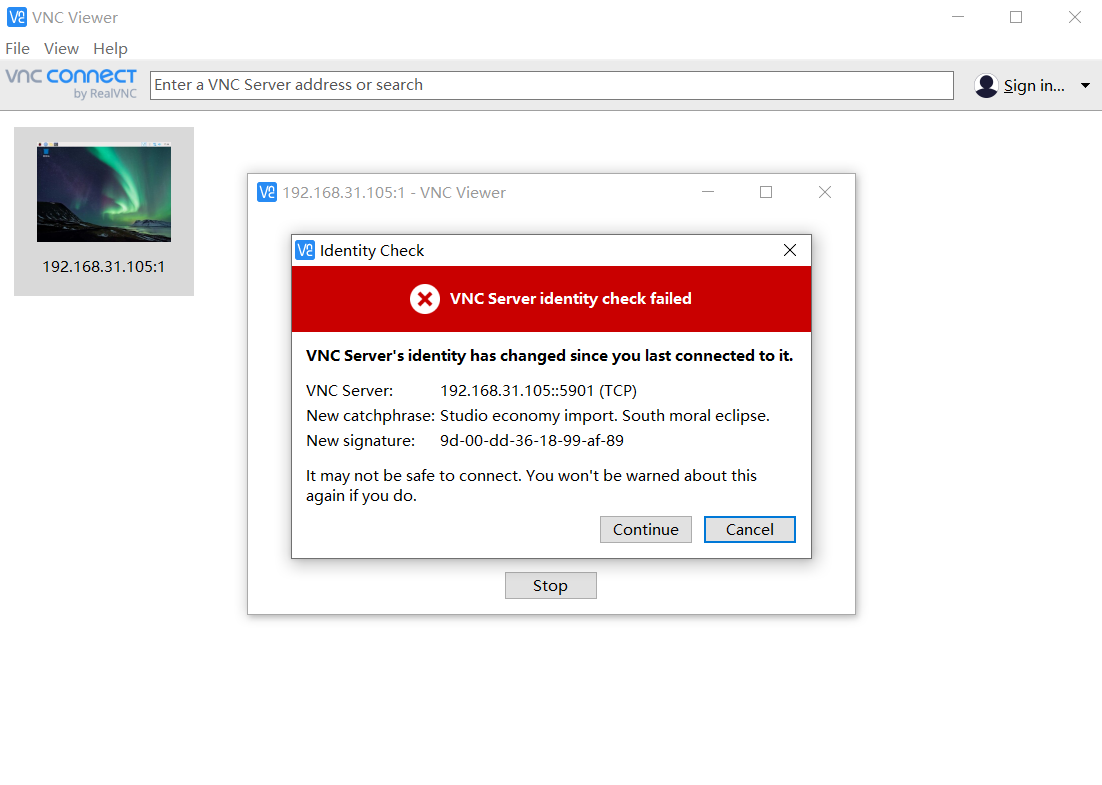 VNC Viewer
File View Help
vnc connect
by RealVNC
Enter a VNC Server address or search
Sign in...
192.168.31.105:1
192.168.31.105:1 - VNC Viewer
Identity Check
VNC Server identity check failed
VNC Server's identity has changed since you last connected to it.
VNC Server: 192.168.31.105::5901 (TCP)
New catchphrase: Studio economy import. South moral eclipse.
New signature: 9d-00-dd-36-18-99-af-89
It may not be safe to connect. You won't be warned about this
again if you do.
Continue Cancel
Stop